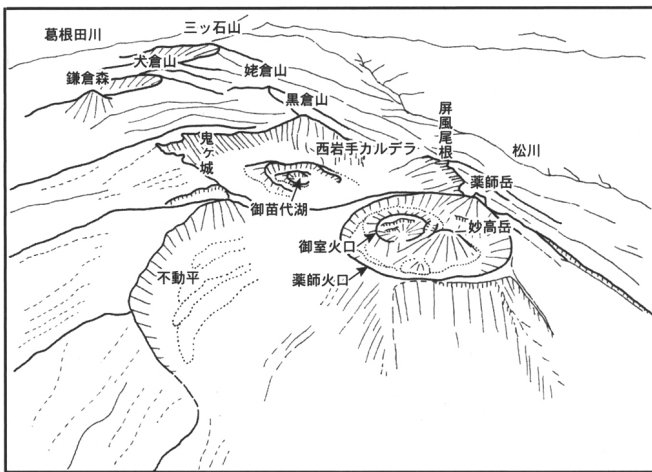 三ッ石山
葛根田川
犬倉山
姥倉山
鎌倉森
黒倉山
屏風尾根
鬼ヶ城
西岩手カルデラ
松川
薬師岳
御苗代湖
妙高岳
御室火口
不動平
薬師火口